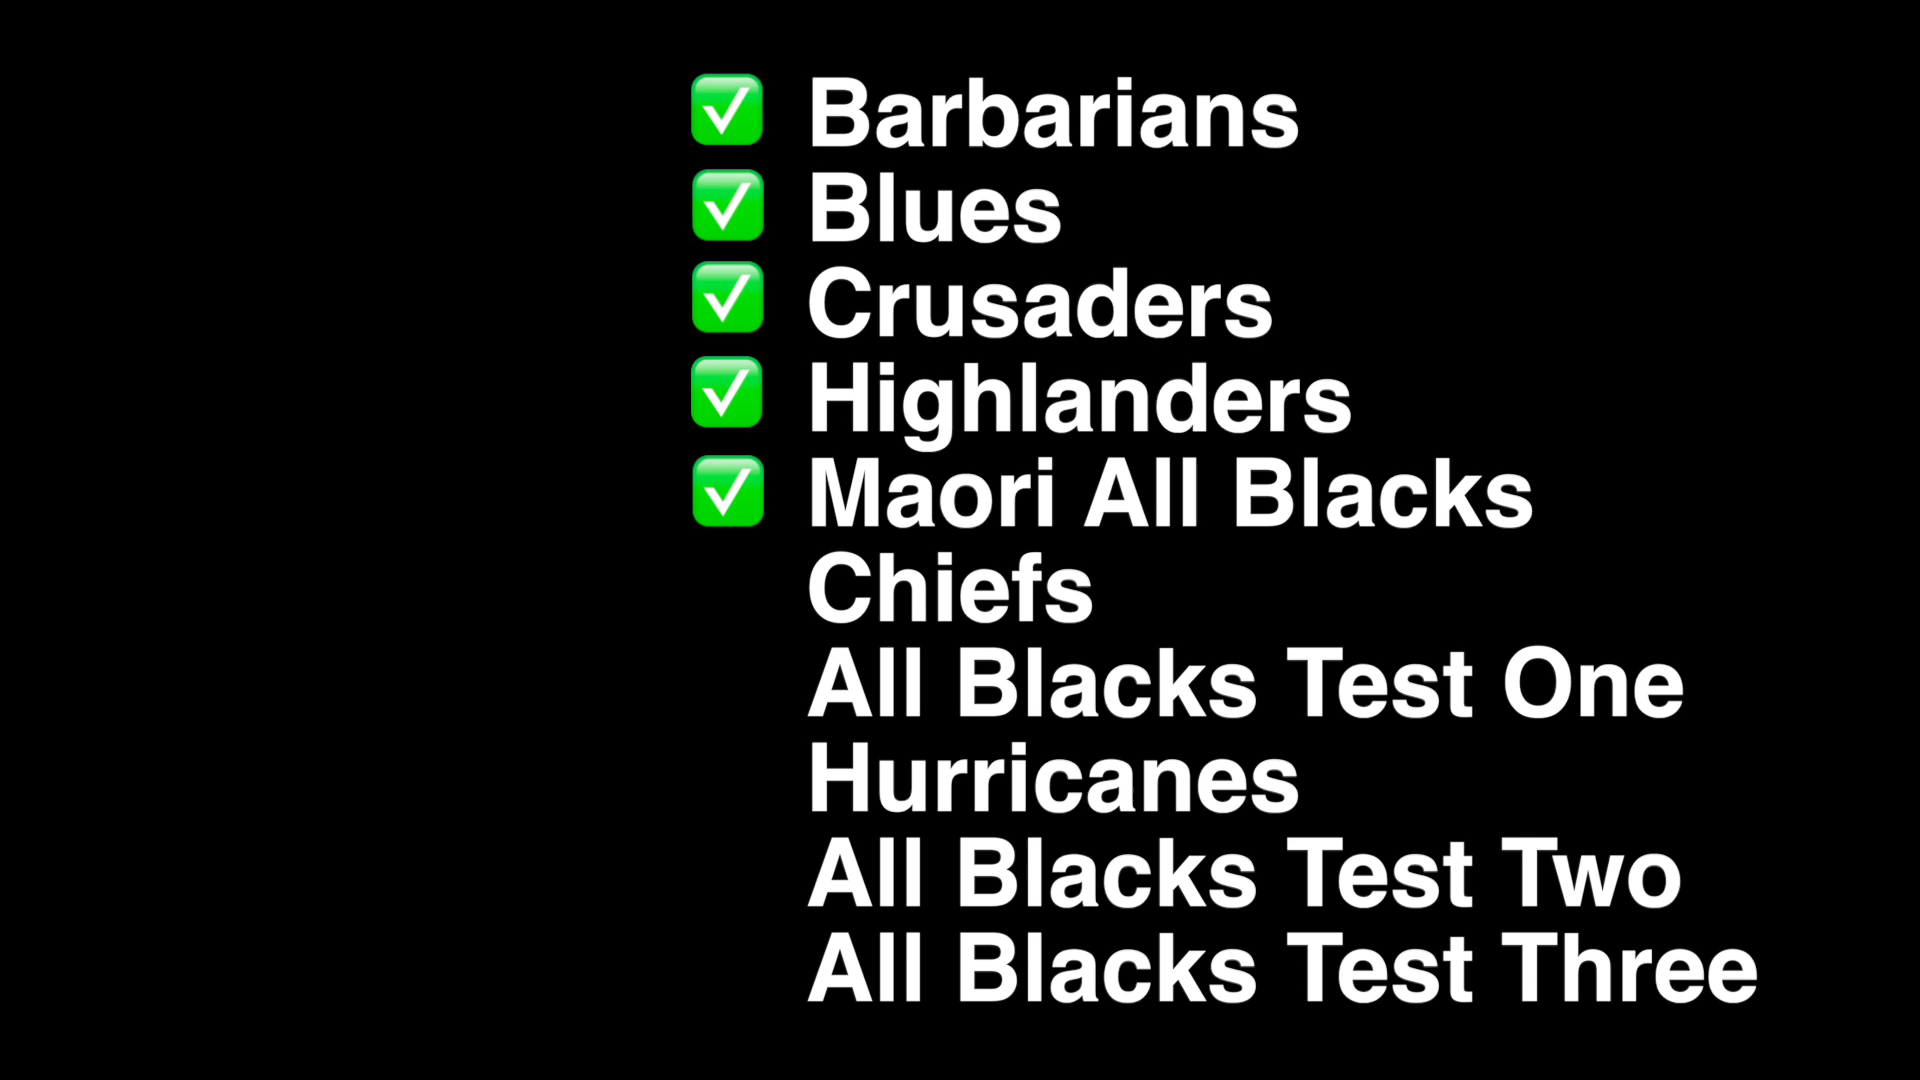 ✅ Barbarians
✅ Blues
✅ Crusaders
✅ Highlanders
✅ Maori All Blacks
Chiefs
All Blacks Test One
Hurricanes
All Blacks Test Two
All Blacks Test Three